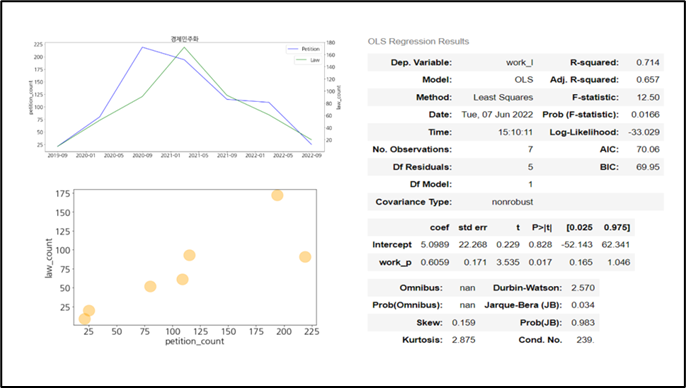 경제민주화
Petition
Law
225
200
175
150
125
100
75
50
25
petition_count
180
160
140
120
100
80
60
40
20
law_count
2019-09 2020-01 2020-05 2020-09 2021-01 2021-05 2021-09 2022-01 2022-05 2022-09
175
150
125
100
75
50
25
law_count
25 50 75 100 125 150 175 200 225
petition_count
OLS Regression Results
Dep. Variable: work_l R-squared: 0.714
Model: OLS Adj. R-squared: 0.657
Method: Least Squares F-statistic: 12.50
Date: Tue, 07 Jun 2022 Prob (F-statistic): 0.0166
Time: 15:10:11 Log-Likelihood: -33.029
No. Observations: 7 AIC: 70.06
Df Residuals: 5 BIC: 69.95
Df Model: 1
Covariance Type: nonrobust
coef std err t P>|t| [0.025 0.975]
Intercept 5.0989 22.268 0.229 0.828 -52.143 62.341
work_p 0.6059 0.171 3.535 0.017 0.165 1.046
Omnibus: nan Durbin-Watson: 2.570
Prob(Omnibus): nan Jarque-Bera (JB): 0.034
Skew: 0.159 Prob(JB): 0.983
Kurtosis: 2.875 Cond. No. 239.